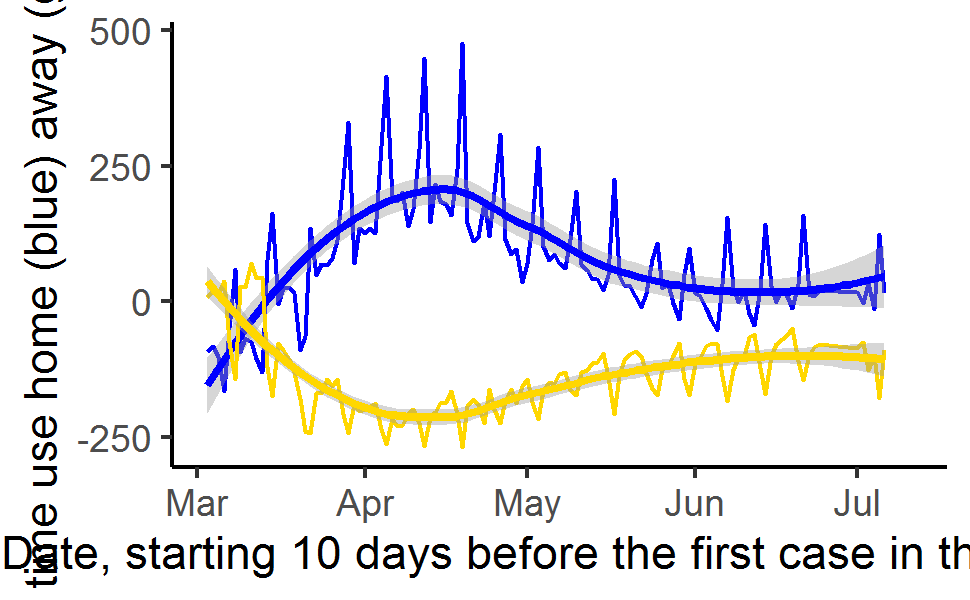 time use home (blue) away (
500
250
0
-250
Mar Apr May Jun Jul
Date, starting 10 days before the first case in th